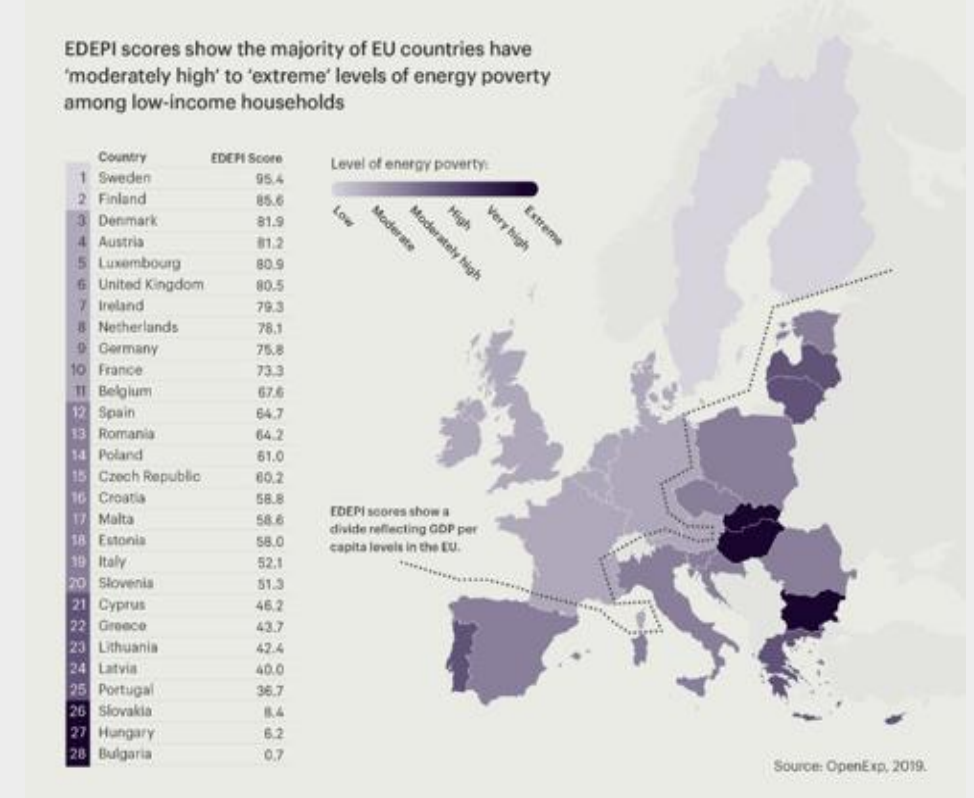 EDEPI scores show the majority of EU countries have
‘moderately high’ to ‘extreme’ levels of energy poverty
among low-income households
Country EDEPI Score
1 Sweden 95.4
2 Finland 85.6
3 Denmark 81.9
4 Austria 81.2
5 Luxembourg 80.9
6 United Kingdom 80.5
7 Ireland 79.3
8 Netherlands 78.1
9 Germany 75.8
10 France 73.3
11 Belgium 67.6
12 Spain 64.7
13 Romania 64.2
14 Poland 61.0
15 Czech Republic 60.2
16 Croatia 58.8
17 Malta 58.6
18 Estonia 58.0
19 Italy 52.1
20 Slovenia 51.3
21 Cyprus 46.2
22 Greece 43.7
23 Lithuania 42.4
24 Latvia 40.0
25 Portugal 36.7
26 Slovakia 8.4
27 Hungary 6.2
28 Bulgaria 0.7
Level of energy poverty:
Low
Moderate
Moderately high
High
Very high
Extreme
EDEPI scores show a
divide reflecting GDP per
capita levels in the EU.
Source: OpenExp, 2019.